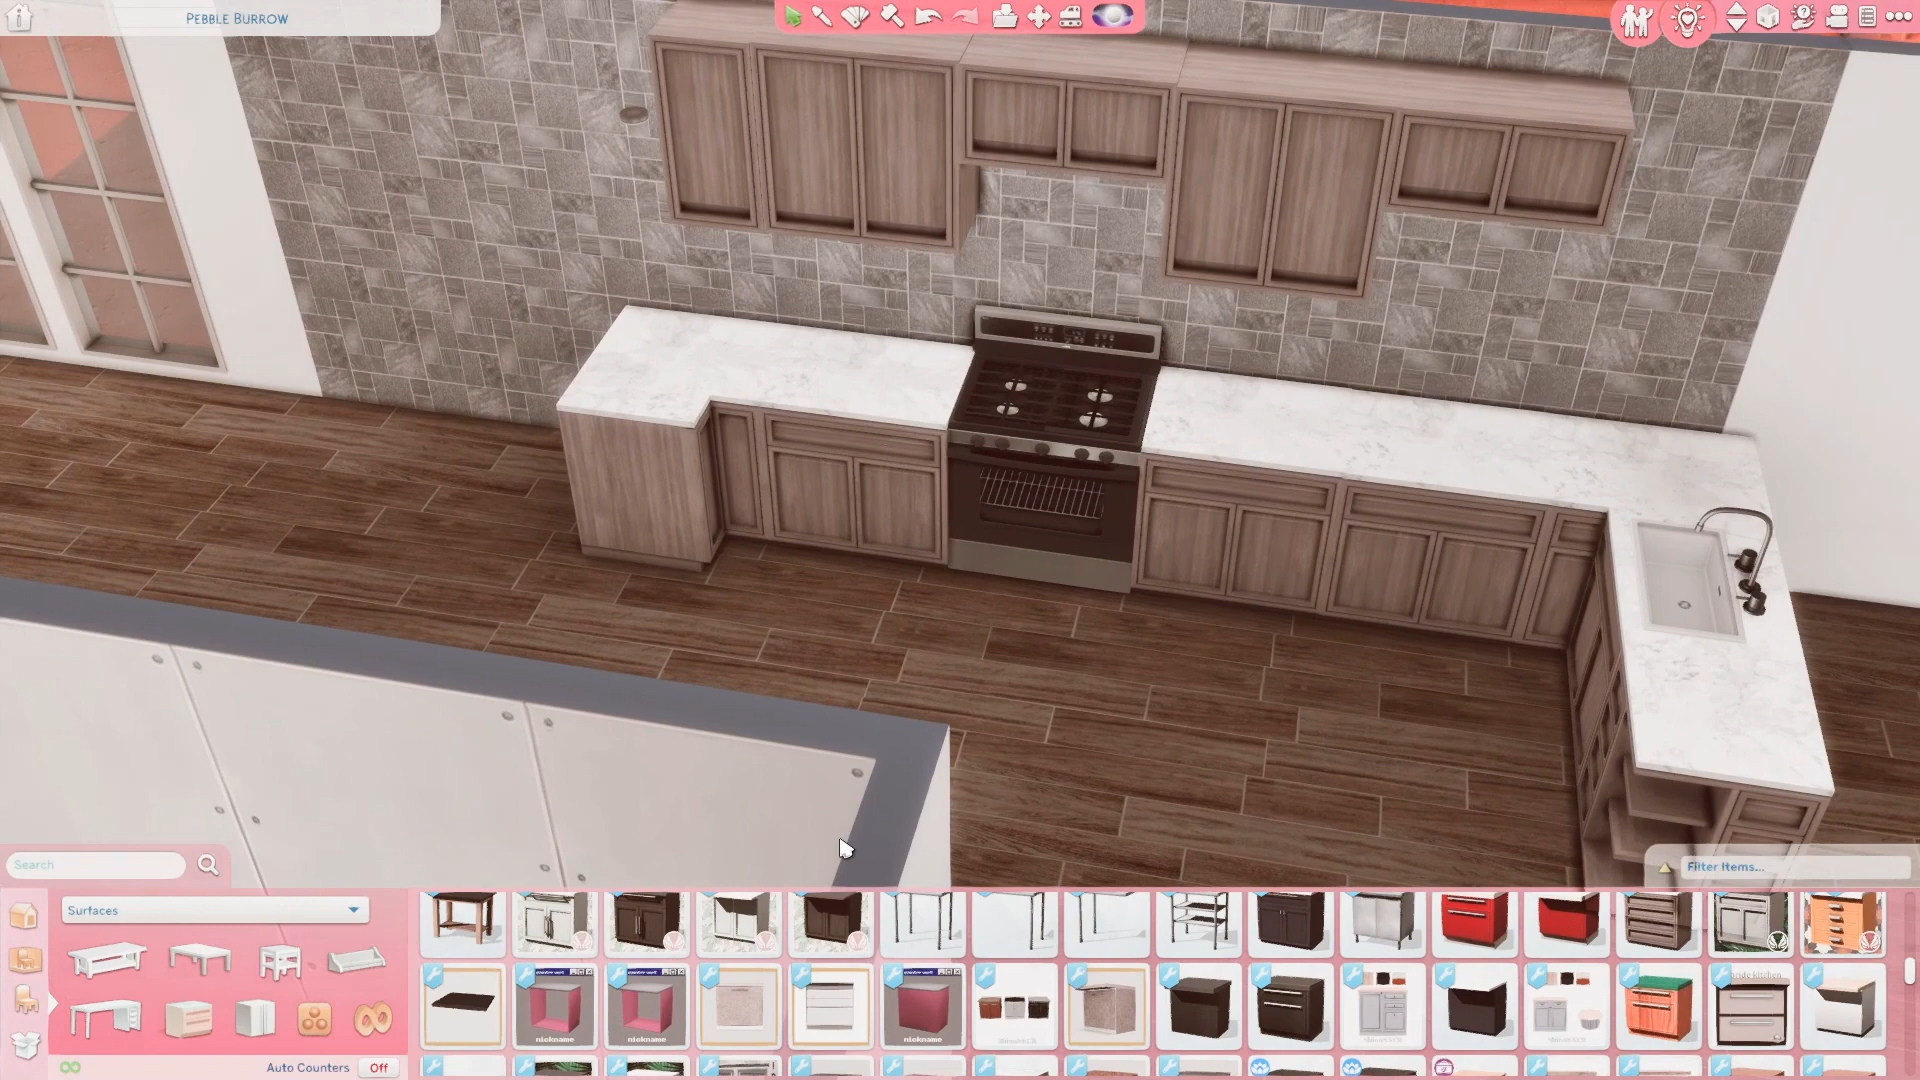 Pebble Burrow
Search
Filter Items...
Surfaces
nickname
nickname
nickname
Auto Counters
Off